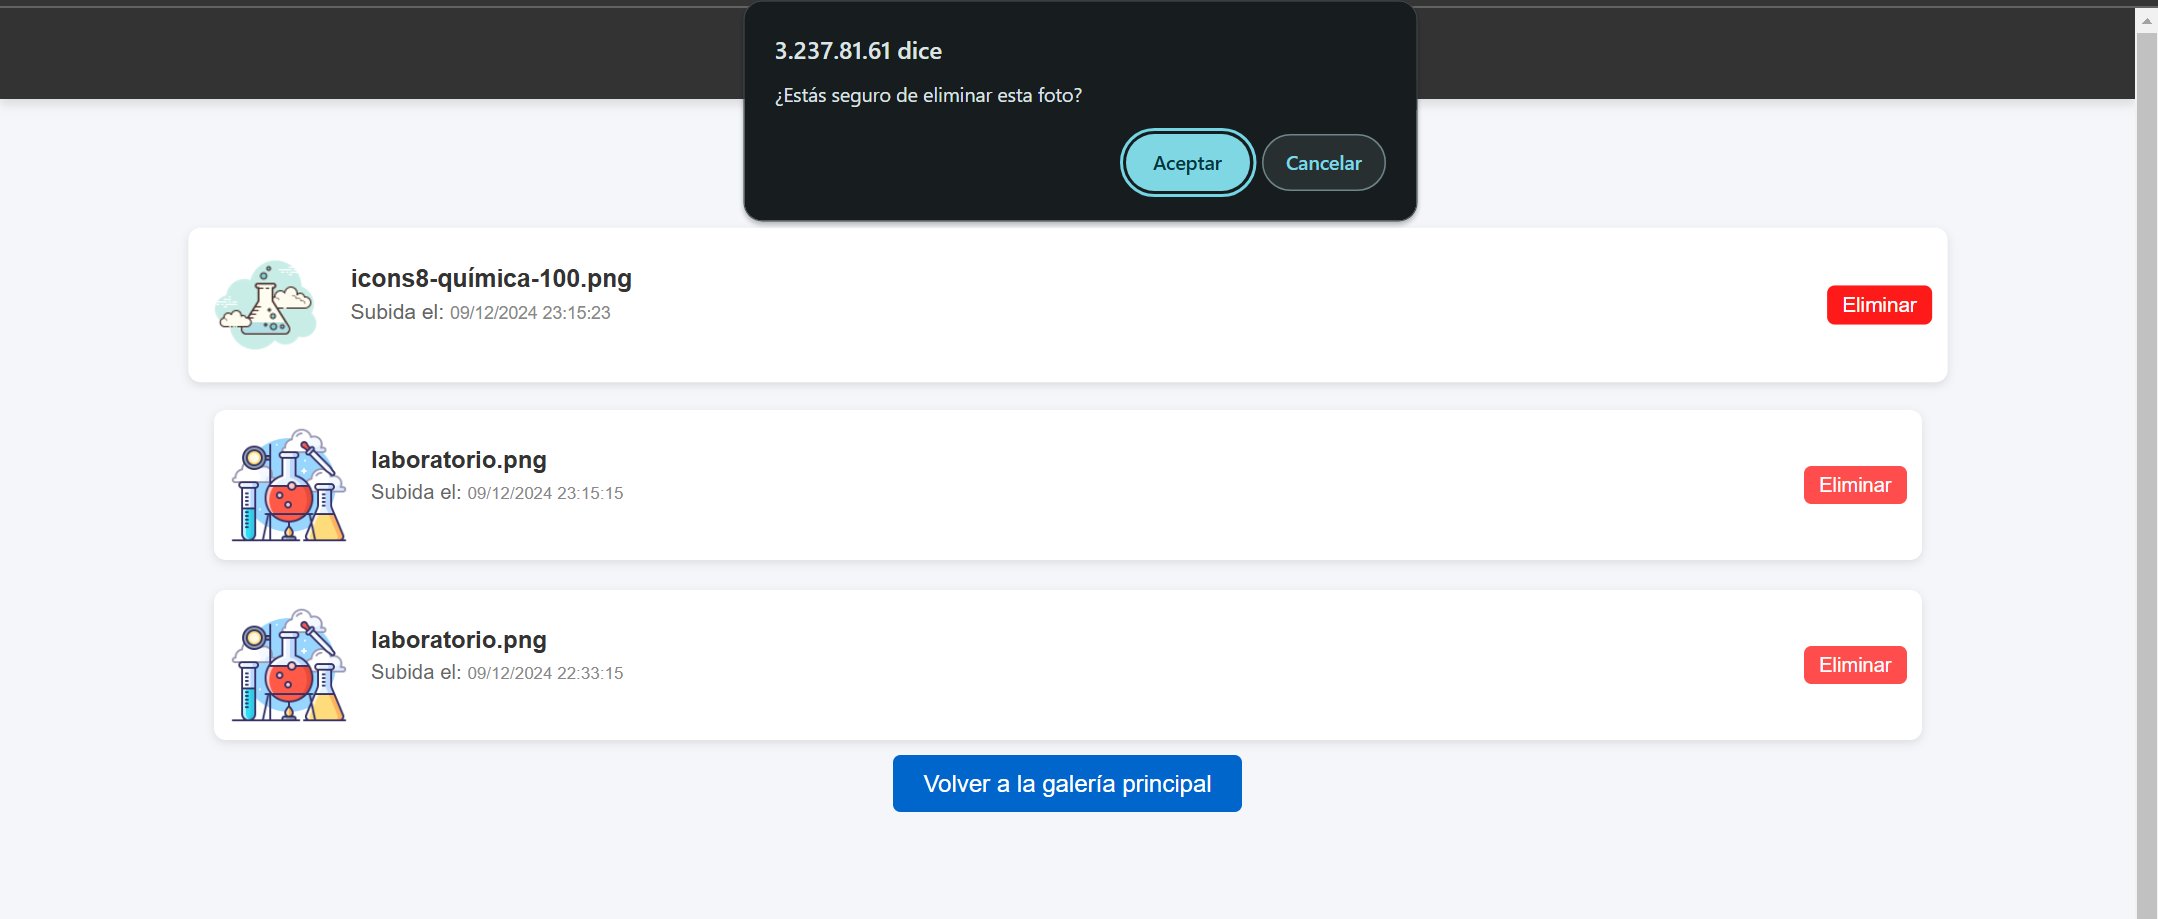 3.237.81.61 dice
¿Estás seguro de eliminar esta foto?
Aceptar
Cancelar
icons8-química-100.png
Subida el: 09/12/2024 23:15:23
Eliminar
laboratorio.png
Subida el: 09/12/2024 23:15:15
Eliminar
laboratorio.png
Subida el: 09/12/2024 22:33:15
Eliminar
Volver a la galería principal